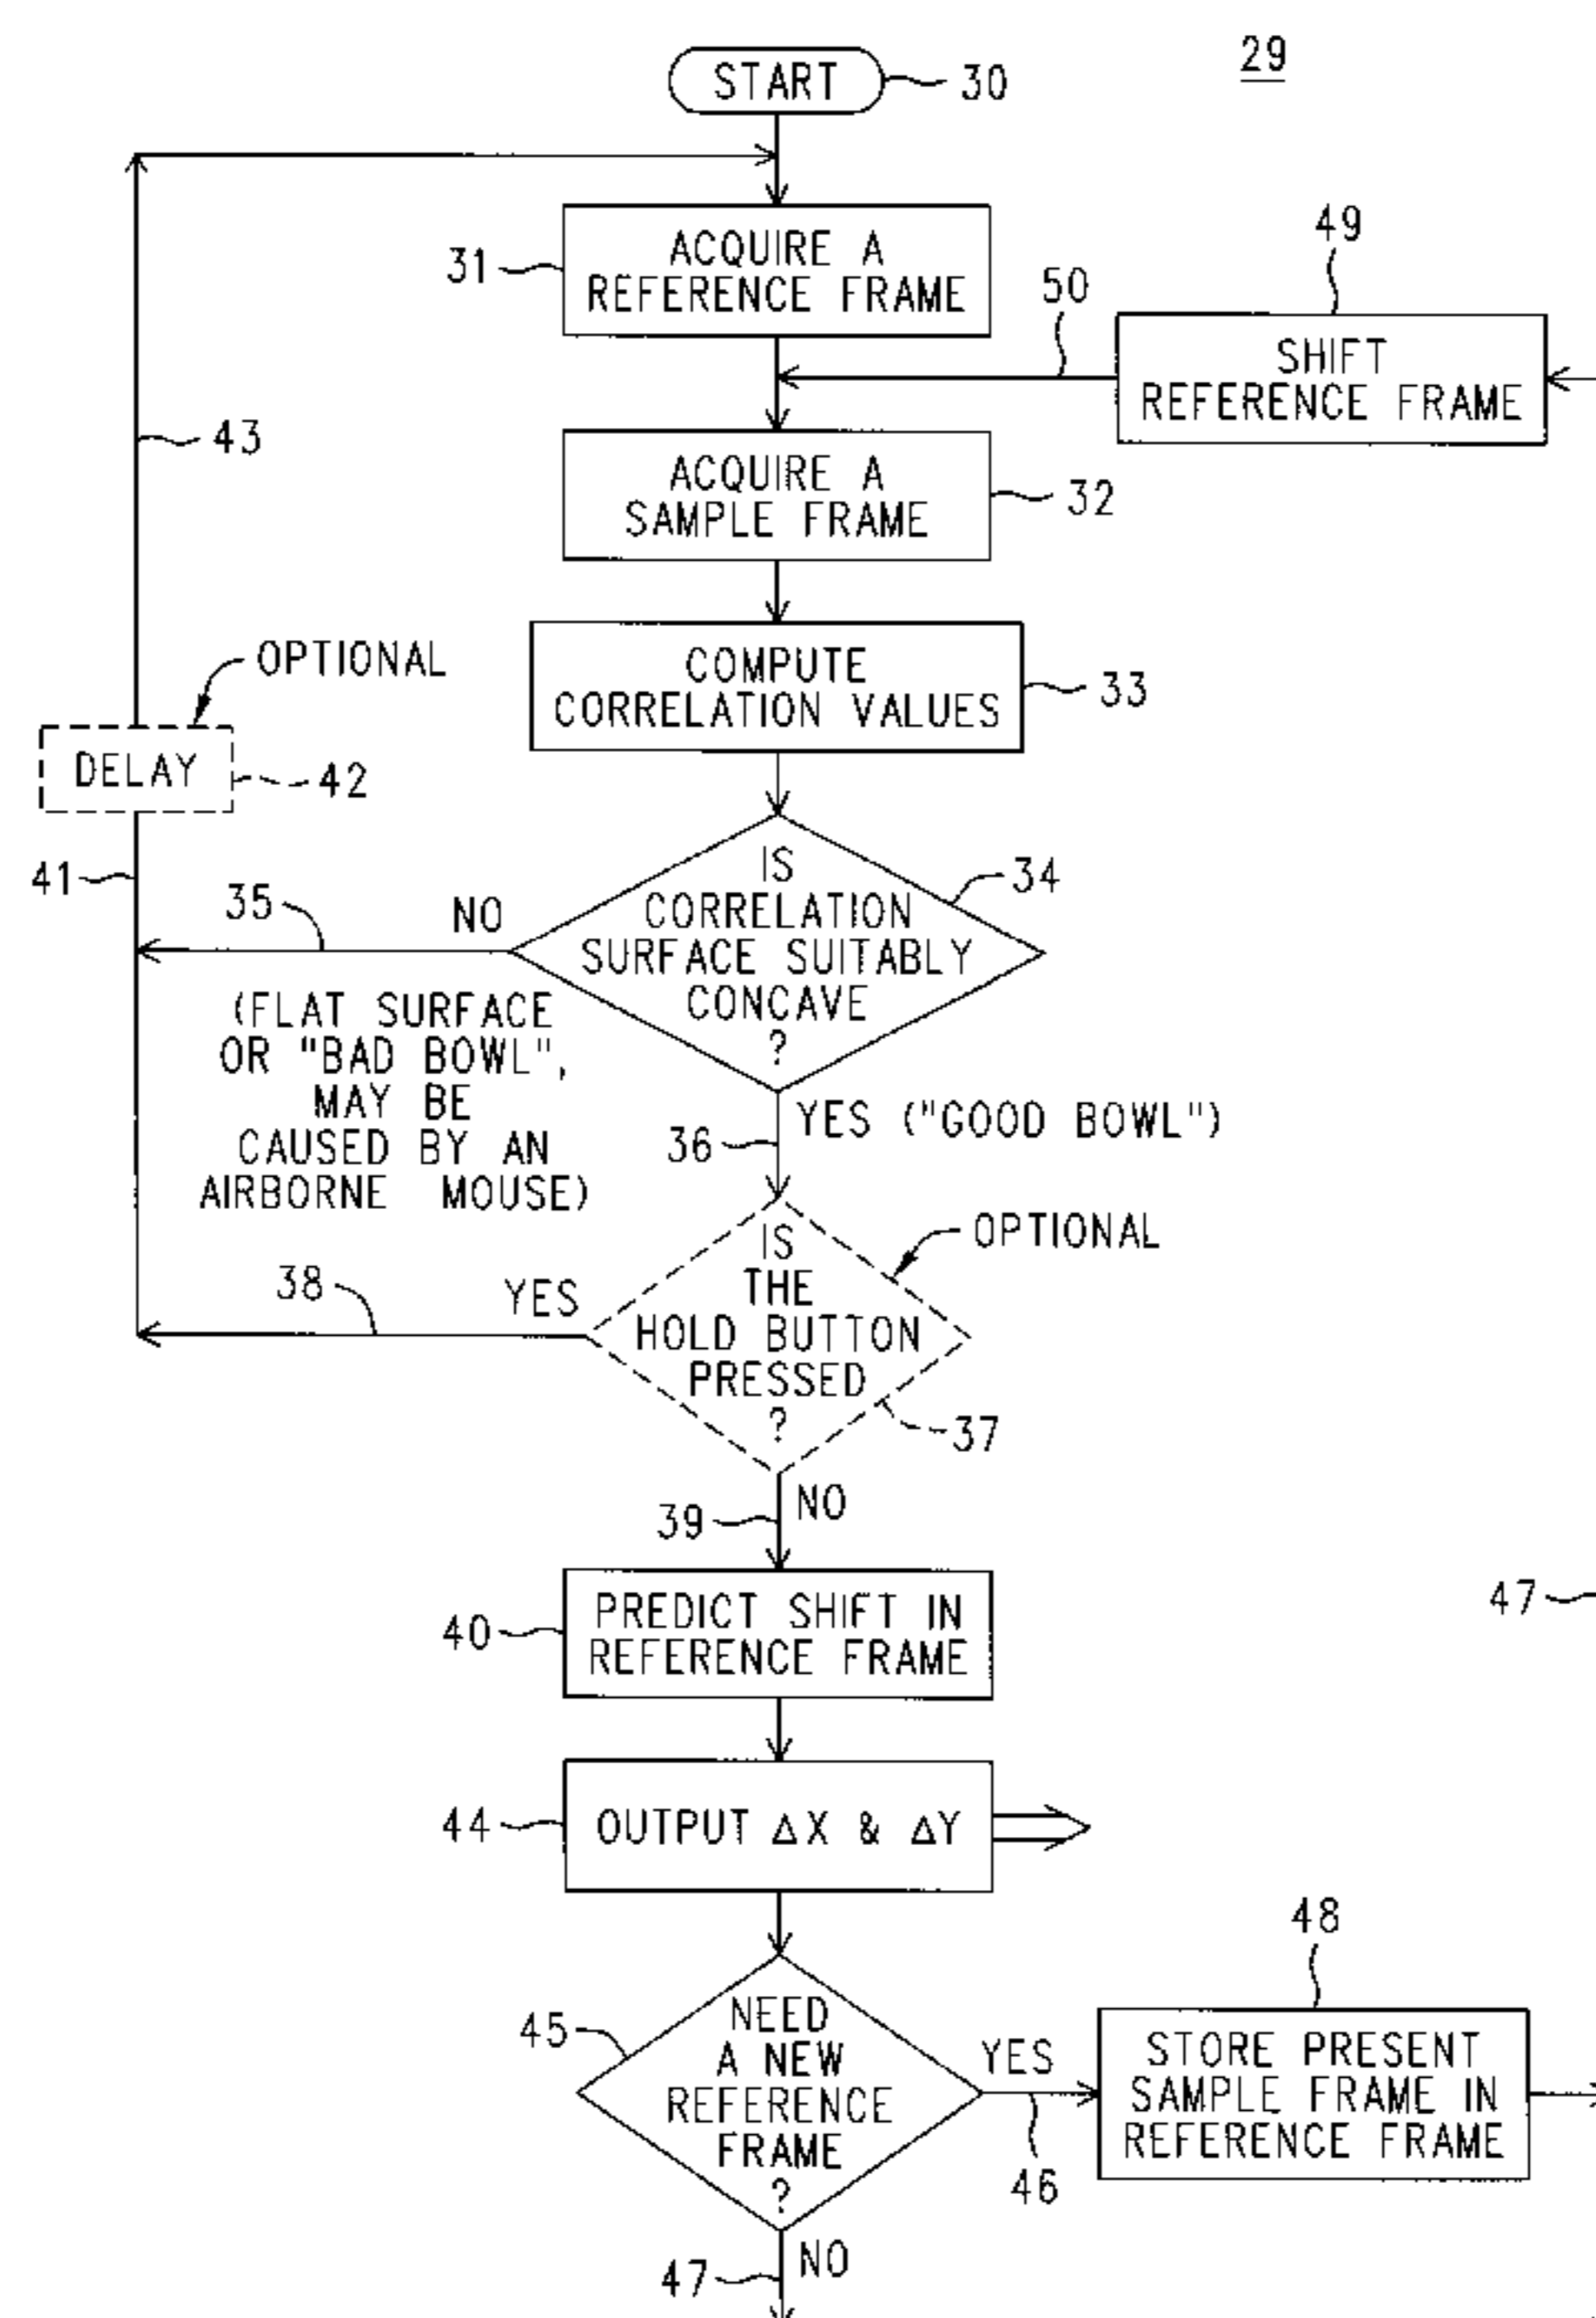 29
START
30
ACQUIRE A
REFERENCE FRAME
31
49
50
SHIFT
REFERENCE FRAME
43
ACQUIRE A
SAMPLE FRAME
32
OPTIONAL
COMPUTE
CORRELATION VALUES
33
DELAY
42
41
35
NO
IS
CORRELATION
SURFACE SUITABLY
CONCAVE
?
34
(FLAT SURFACE
OR "BAD BOWL",
MAY BE
CAUSED BY AN
AIRBORNE MOUSE)
36
YES ("GOOD BOWL")
OPTIONAL
38
YES
IS
THE
HOLD BUTTON
PRESSED
?
37
39
NO
40
PREDICT SHIFT IN
REFERENCE FRAME
47
44
OUTPUT ΔX & ΔY
48
45
NEED
A NEW
REFERENCE
FRAME
?
YES
46
STORE PRESENT
SAMPLE FRAME IN
REFERENCE FRAME
47
NO